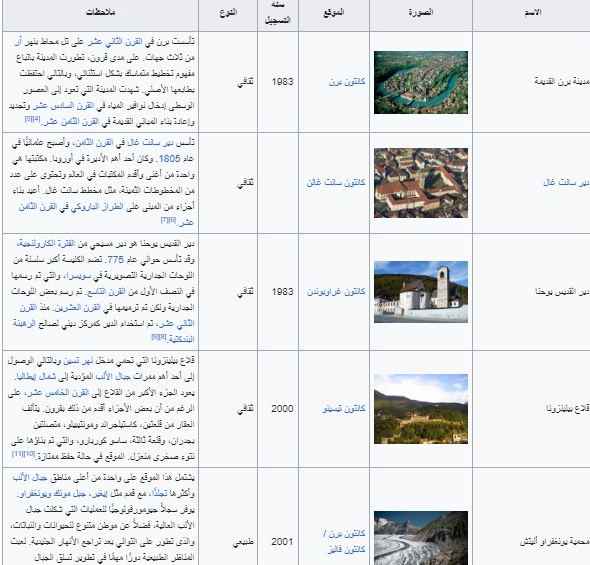 الاسم
الصورة
الموقع
سنة
التسجيل
النوع
ملاحظات
مدينة برن القديمة
كانتون برن
1983
ثقافي
تأسست برن في القرن الثاني عشر على تل محاط بنهر آر
من ثلاث جهات. على مدى قرون، تطورت المدينة باتباع
مفهوم تخطيط متماسك بشكل استثنائي، وبالتالي احتفظت
بطابعها الأصلي. شهدت المدينة التي تعود إلى العصور
الوسطى إدخال نوافير المياه في القرن السادس عشر وتجديد
وإعادة بناء المباني القديمة في القرن الثامن عشر.[4][5]
دير سانت غال
كانتون سانت غالن
1983
ثقافي
تأسس دير سانت غال في القرن الثامن، وأصبح علمانيًّا في
عام 1805. وكان أحد أهم الأديرة في أوروبا. مكتبتها هي
واحدة من أغنى وأقدم المكتبات في العالم وتحتوي على عدد
من المخطوطات الثمينة، مثل مخطط سانت غال. أعيد بناء
أجزاء من المبنى على الطراز الباروكي في القرن الثامن
عشر.[6][7]
دير القديس يوحنا
كانتون غراوبوندن
1983
ثقافي
دير القديس يوحنا هو دير مسيحي من الفترة الكارولنجية،
وقد تأسس حوالي عام 775. تضم الكنيسة أكبر سلسلة من
اللوحات الجدارية التصويرية في سويسرا، والتي تم رسمها
في النصف الأول من القرن التاسع. تم رسم بعض اللوحات
الجدارية ولكن تم ترميمها في القرن العشرين. منذ القرن
الثاني عشر، تم استخدام الدير كمركز ديني لصالح الرهبنة
البندكتية.[8][9]
قلاع بيلينزونا
كانتون تيسينو
2000
ثقافي
قلاع بيلينزونا التي تحمي مدخل نهر تسين وبالتالي الوصول
إلى أحد أهم ممرات جبال الألب المؤدية إلى شمال إيطاليا.
يعود الجزء الأكبر من القلاع إلى القرن الخامس عشر، على
الرغم من أن بعض الأجزاء أقدم من ذلك بقرون. يتألف
العقار من قلعتين، كاستيلجراند ومونتيبيلو، متصلتين
بجدران، وقلعة ثالثة، ساسو كوربارو، والتي تم بناؤها على
نتوء صخري منعزل. الموقع في حالة حفظ ممتازة.[10][11]
محمية يونغفراو أليتش
كانتون برن /
كانتون فاليز
2001
طبيعي
يشتمل هذا الموقع على واحدة من أعلى مناطق جبال الألب
وأكثرها تجلدًا، مع قمم مثل إيغير، جبل مونك ويونغفراو.
يوفر سجلاً جيومورفولوجيًا للعمليات التي شكلت جبال
الألب العالية، فضلاً عن موطن متنوع للحيوانات والنباتات،
والذي تطور على التوالي بعد تراجع الأنهار الجليدية. لعبت
المناظر الطبيعية دورًا مهمًا في تطوير تسلق الجبال